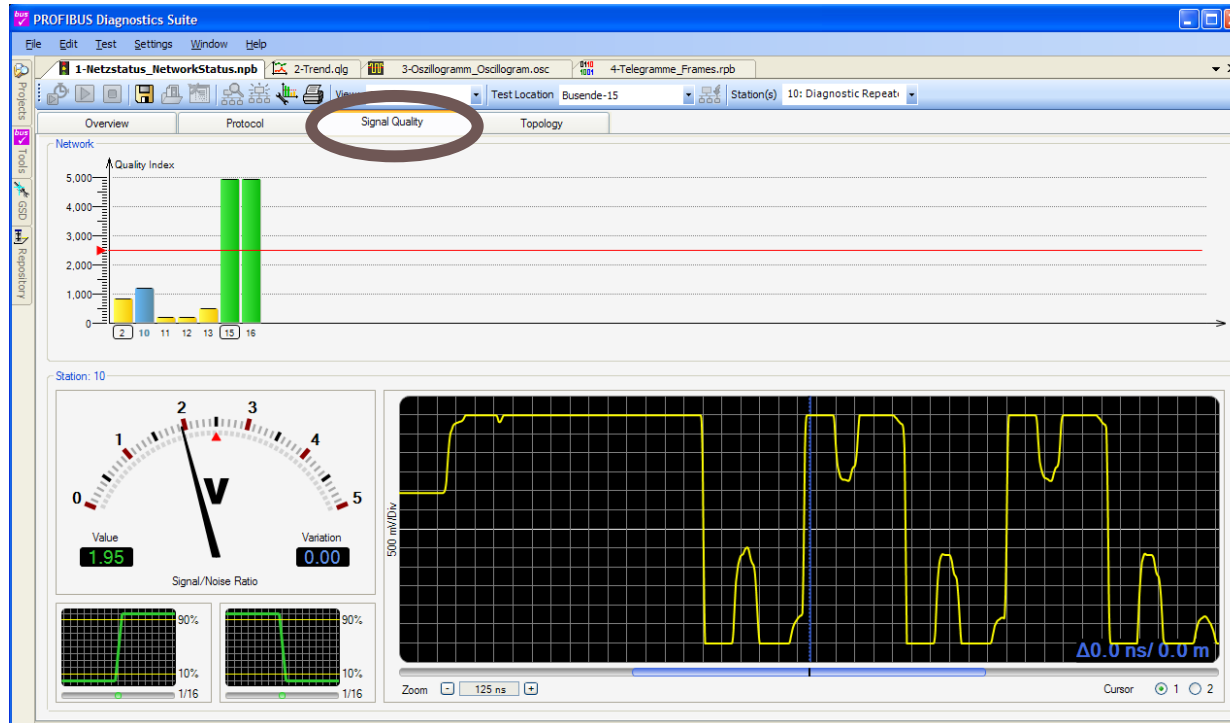 bus PROFIBUS Diagnostics Suite
File Edit Test Settings Window Help
1-Netzstatus_NetworkStatus.npb 2-Trend.qlg 3-Oszillogramm_Oscillogram.osc 0110 1001 4-Telegramme_Frames.rpb
Test Location Busende-15 Station(s) 10: Diagnostic Repeat
Projects
bus Tools
GSD
Repository
Overview Protocol Signal Quality Topology
Network
Quality Index
5,000
4,000
3,000
2,000
1,000
0
2 10 11 12 13 15 16
Station: 10
0 1 2 3 4 5
V
Value Variation
1.95 0.00
Signal/Noise Ratio
90% 90%
10% 10%
1/16 1/16
500 mV/Div
Δ0.0 ns/ 0.0 m
Zoom - 125 ns + Cursor 1 2